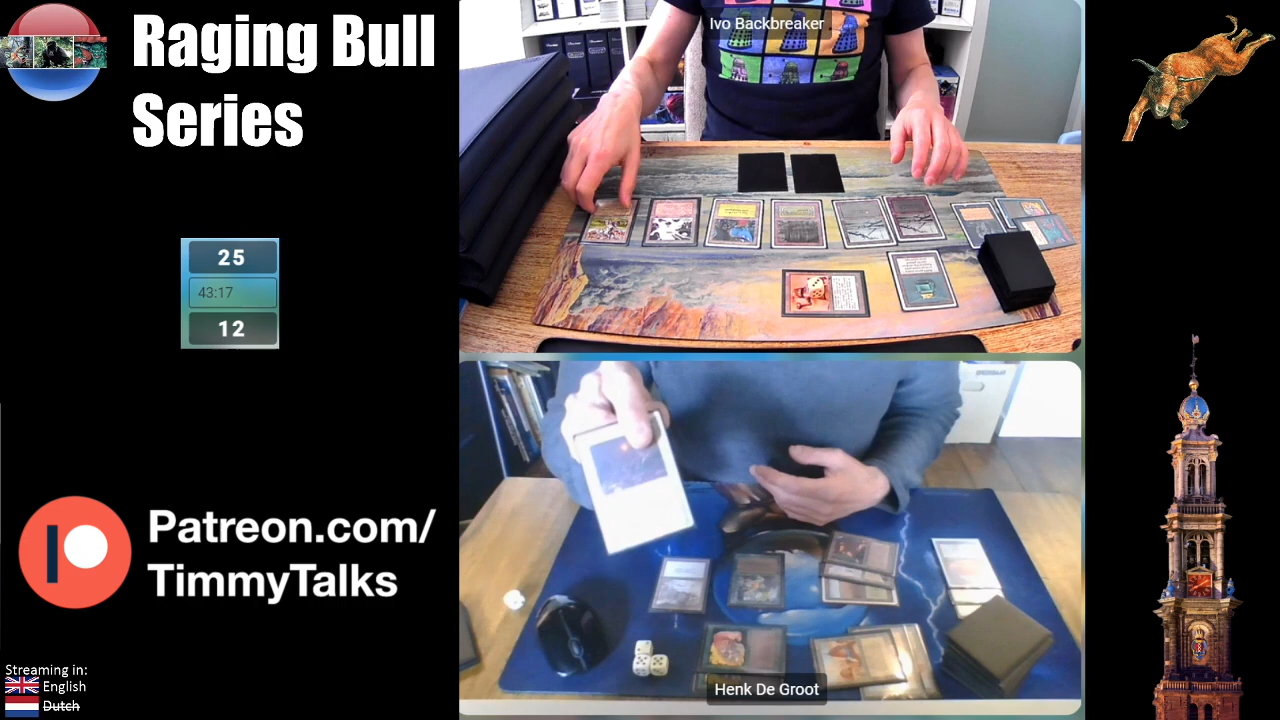 Raging Bull
Series
25
43:17
12
Patreon.com/
TimmyTalks
Streaming in:
English
Dutch
Ivo Backbreaker
Henk De Groot